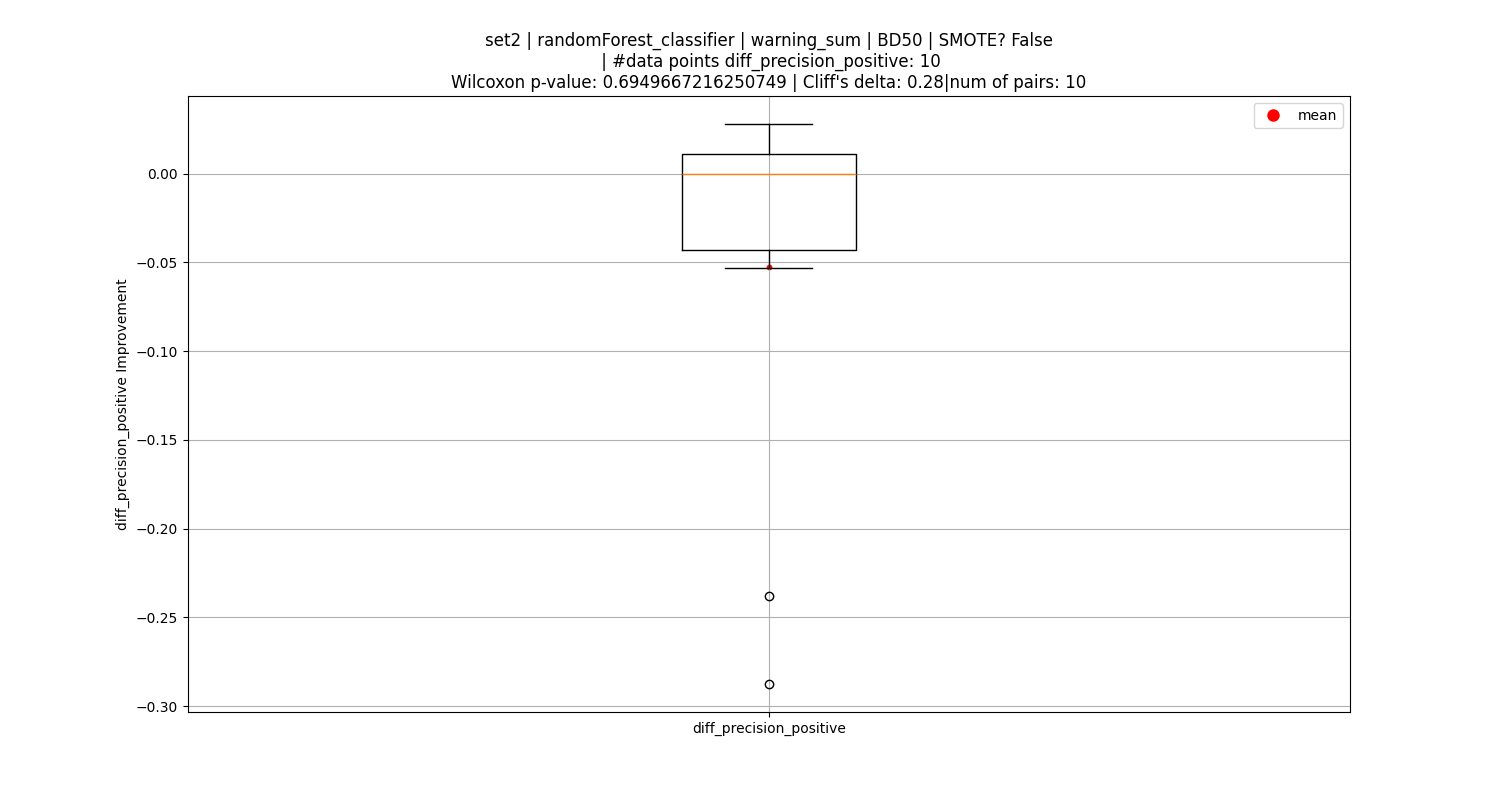 set2 | randomForest_classifier | warning_sum | BD50 | SMOTE? False
| #data points diff_precision_positive: 10
Wilcoxon p-value: 0.6949667216250749 | Cliff's delta: 0.28|num of pairs: 10
mean
0.00
−0.05
−0.10
−0.15
−0.20
−0.25
−0.30
diff_precision_positive Improvement
diff_precision_positive